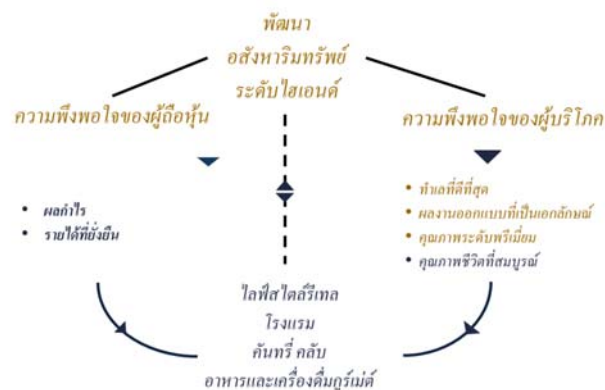 พัฒนา
อสังหาริมทรัพย์
ระดับไฮเอนด์
ความพึงพอใจของผู้ถือหุ้น
ความพึงพอใจของผู้บริโภค
• ผลกำไร
• รายได้ที่ยั่งยืน
• ทำเลที่ดีที่สุด
• ผลงานออกแบบที่เป็นเอกลักษณ์
• คุณภาพระดับพรีเมี่ยม
• คุณภาพชีวิตที่สมบูรณ์
ไลฟ์สไตล์รีเทล
โรงแรม
คันทรี่ คลับ
อาหารและเครื่องดื่มกูร์เม่ต์